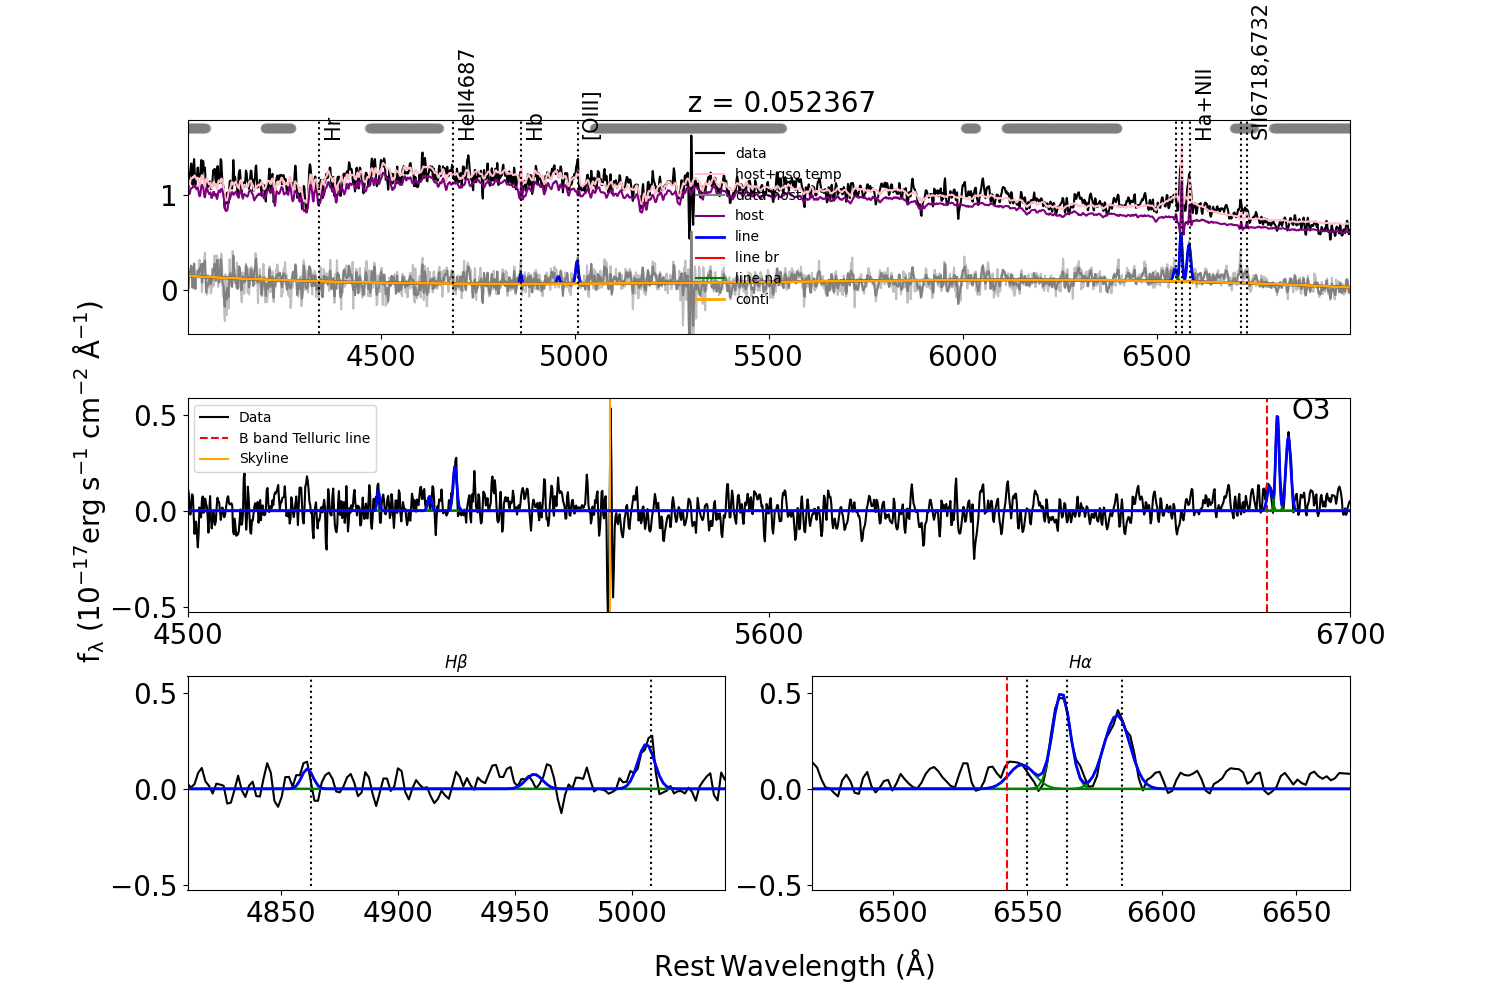 z = 0.052367
Hr
HeII4687
Hb
[OIII]
Ha+NII
SII6718,6732
data
host+qso temp
data-host
host
line
line br
line na
conti
1
0
4500
5000
5500
6000
6500
fλ (10⁻¹⁷erg s⁻¹ cm⁻² Å⁻¹)
Data
B band Telluric line
Skyline
O3
0.5
0.0
−0.5
4500
5600
6700
Hβ
0.5
0.0
−0.5
4850
4900
4950
5000
Hα
0.5
0.0
−0.5
6500
6550
6600
6650
Rest Wavelength (Å)